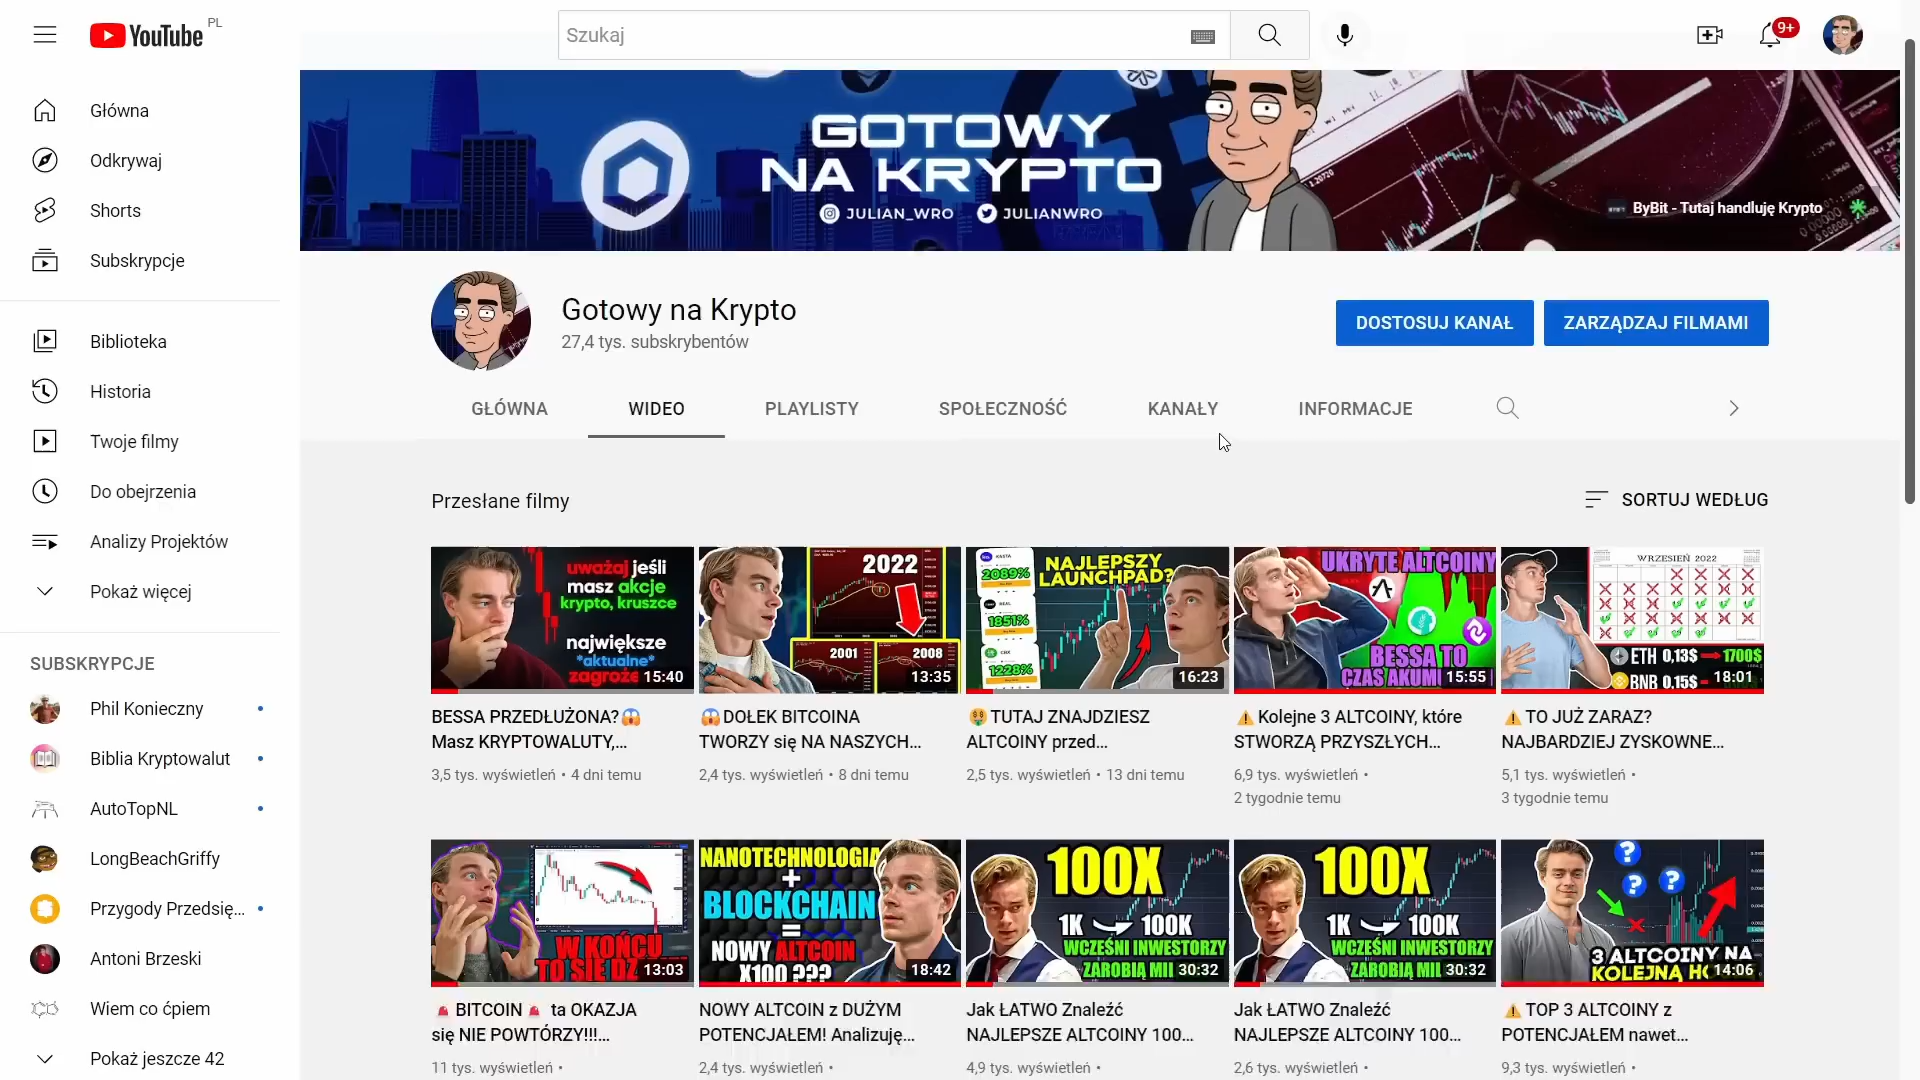 YouTube PL
Szukaj
9+
Główna
Odkrywaj
Shorts
Subskrypcje
Biblioteka
Historia
Twoje filmy
Do obejrzenia
Analizy Projektów
Pokaż więcej
SUBSKRYPCJE
Phil Konieczny
Biblia Kryptowalut
AutoTopNL
LongBeachGriffy
Przygody Przedsię...
Antoni Brzeski
Wiem co ćpiem
Pokaż jeszcze 42
GOTOWY
NA KRYPTO
JULIAN_WRO JULIANWRO
ByBit - Tutaj handluję Krypto
Gotowy na Krypto
27,4 tys. subskrybentów
DOSTOSUJ KANAŁ ZARZĄDZAJ FILMAMI
GŁÓWNA WIDEO PLAYLISTY SPOŁECZNOŚĆ KANAŁY INFORMACJE
Przesłane filmy
SORTUJ WEDŁUG
uważaj jeśli
masz akcje
krypto, kruszce
największe
*aktualne*
15:40
BESSA PRZEDŁUŻONA?😱
Masz KRYPTOWALUTY,...
3,5 tys. wyświetleń • 4 dni temu
2022
2001 2008
13:35
😱DOŁEK BITCOINA
TWORZY się NA NASZYCH...
2,4 tys. wyświetleń • 8 dni temu
NAJLEPSZY
LAUNCHPAD?
KASTA
2089%
REAL
1851%
CBX
1228%
16:23
🤑TUTAJ ZNAJDZIESZ
ALTCOINY przed...
2,5 tys. wyświetleń • 13 dni temu
UKRYTE ALTCOINY
BESSA TO
CZAS AKUMU
15:55
⚠️Kolejne 3 ALTCOINY, które
STWORZĄ PRZYSZŁYCH...
6,9 tys. wyświetleń •
2 tygodnie temu
WRZESIEŃ 2022
ETH 0,13$ 1700$
BNB 0.15$
18:01
⚠️TO JUŻ ZARAZ?
NAJBARDZIEJ ZYSKOWNE...
5,1 tys. wyświetleń •
3 tygodnie temu
W KOŃCU
TO SIĘ DZ
13:03
🚨BITCOIN🚨 ta OKAZJA
się NIE POWTÓRZY!!!...
11 tys. wyświetleń •
NANOTECHNOLOGIA
+
BLOCKCHAIN
=
NOWY ALTCOIN
X100 ???
18:42
NOWY ALTCOIN z DUŻYM
POTENCJAŁEM! Analizuję...
2,4 tys. wyświetleń •
100X
1K 100K
WCZEŚNI INWESTORZY
ZAROBIĄ MIL
30:32
Jak ŁATWO Znaleźć
NAJLEPSZE ALTCOINY 100...
4,9 tys. wyświetleń •
100X
1K 100K
WCZEŚNI INWESTORZY
ZAROBIĄ MIL
30:32
Jak ŁATWO Znaleźć
NAJLEPSZE ALTCOINY 100...
2,6 tys. wyświetleń •
3 ALTCOINY NA
KOLEJNĄ
14:06
⚠️TOP 3 ALTCOINY z
POTENCJAŁEM nawet...
9,3 tys. wyświetleń •